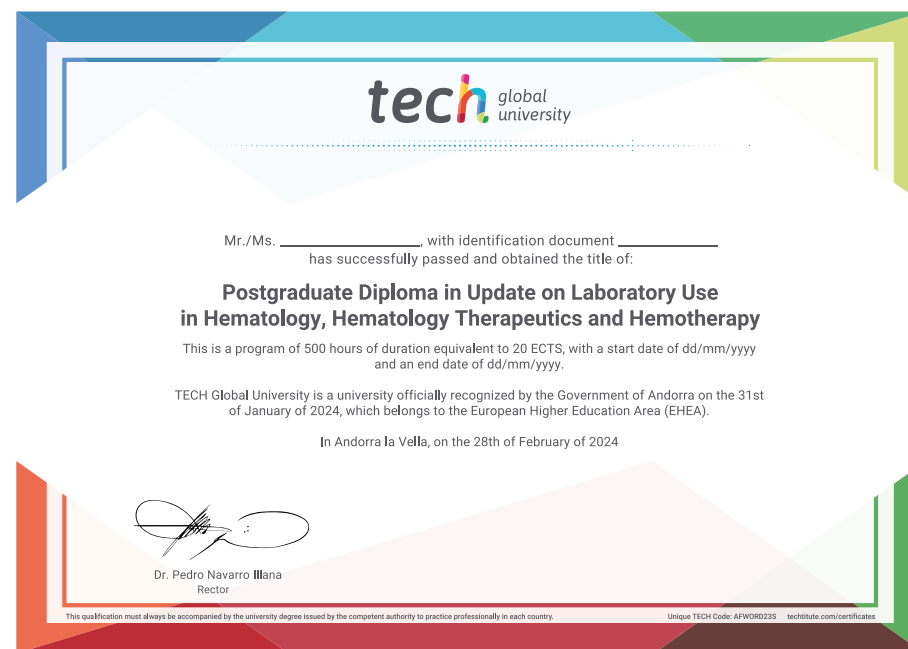 tech global university
Mr./Ms. ____________________, with identification document ______________
has successfully passed and obtained the title of:
Postgraduate Diploma in Update on Laboratory Use
in Hematology, Hematology Therapeutics and Hemotherapy
This is a program of 500 hours of duration equivalent to 20 ECTS, with a start date of dd/mm/yyyy
and an end date of dd/mm/yyyy.
TECH Global University is a university officially recognized by the Government of Andorra on the 31st
of January of 2024, which belongs to the European Higher Education Area (EHEA).
In Andorra la Vella, on the 28th of February of 2024
Dr. Pedro Navarro Illana
Rector
This qualification must always be accompanied by the university degree issued by the competent authority to practice professionally in each country. Unique TECH Code: AFWORD23S techtitute.com/certificates